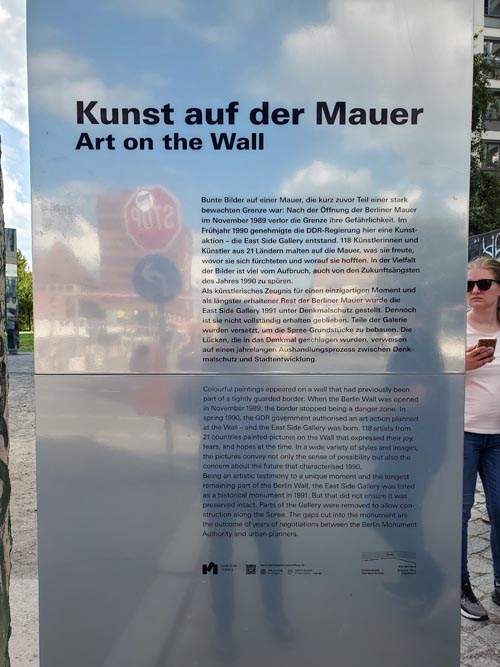 Kunst auf der Mauer
Art on the Wall
STOP
Bunte Bilder auf einer Mauer, die kurz zuvor Teil einer stark
bewachten Grenze war: Nach der Öffnung der Berliner Mauer
im November 1989 verlor die Grenze ihre Gefährlichkeit. Im
Frühjahr 1990 genehmigte die DDR-Regierung hier eine Kunst-
aktion – die East Side Gallery entstand. 118 Künstlerinnen und
Künstler aus 21 Ländern malten auf die Mauer, was sie freute,
wovor sie sich fürchteten und worauf sie hofften. In der Vielfalt
der Bilder ist viel vom Aufbruch, auch von den Zukunftsängsten
des Jahres 1990 zu spüren.
Als künstlerisches Zeugnis für einen einzigartigen Moment und
als längster erhaltener Rest der Berliner Mauer wurde die
East Side Gallery 1991 unter Denkmalschutz gestellt. Dennoch
ist sie nicht vollständig erhalten geblieben. Teile der Galerie
wurden versetzt, um die Spree-Grundstücke zu bebauen. Die
Lücken, die in das Denkmal geschlagen wurden, verweisen
auf einen jahrelangen Aushandlungsprozess zwischen Denk-
malschutz und Stadtentwicklung.
Colourful paintings appeared on a wall that had previously been
part of a tightly guarded border: When the Berlin Wall was opened
in November 1989, the border stopped being a danger zone. In
spring 1990, the GDR government authorised an art action planned
at the Wall – and the East Side Gallery was born. 118 artists from
21 countries painted pictures on the Wall that expressed their joy,
fears, and hopes at the time. In a wide variety of styles and images,
the pictures convey not only the sense of possibility but also the
concern about the future that characterised 1990.
Being an artistic testimony to a unique moment and the longest
remaining part of the Berlin Wall, the East Side Gallery was listed
as a historical monument in 1991. But that did not ensure it was
preserved intact. Parts of the Gallery were removed to allow con-
struction along the Spree. The gaps cut into the monument are
the outcome of years of negotiations between the Berlin Monument
Authority and urban planners.